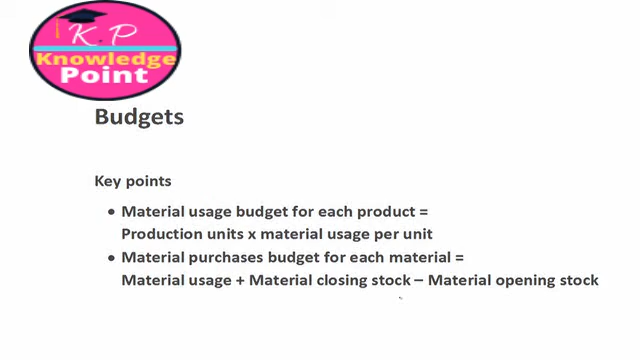 K.P
Knowledge
Point
Budgets
Key points
• Material usage budget for each product =
Production units x material usage per unit
• Material purchases budget for each material =
Material usage + Material closing stock – Material opening stock